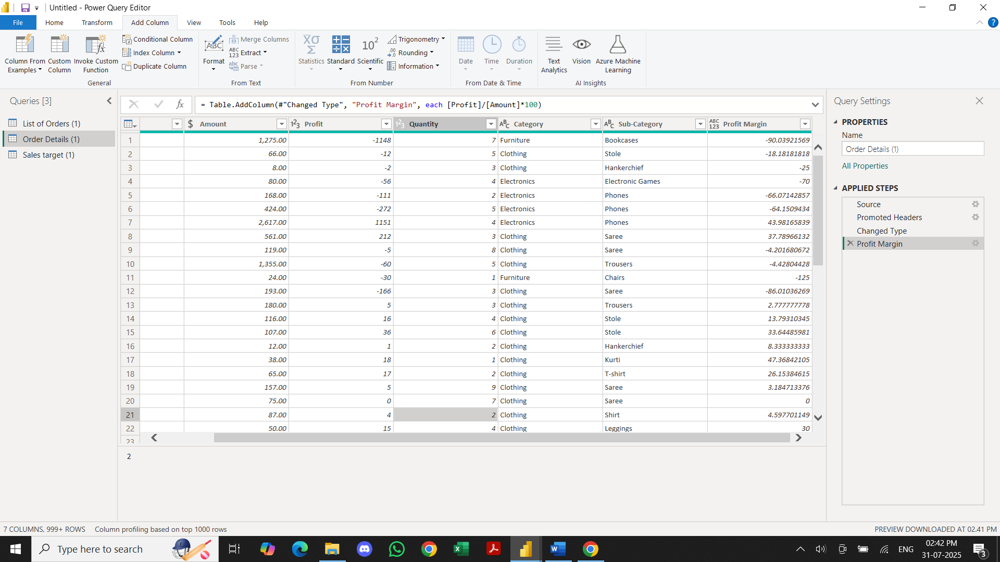 Untitled - Power Query Editor
File Home Transform Add Column View Tools Help
Column From Examples
Custom Column
Invoke Custom Function
Conditional Column
Index Column
Duplicate Column
General
Format
Merge Columns
Extract
Parse
From Text
Statistics
Standard
Scientific
Trigonometry
Rounding
Information
From Number
Date
Time
Duration
From Date & Time
Text Analytics
Vision
Azure Machine Learning
AI Insights
Queries [3]
List of Orders (1)
Order Details (1)
Sales target (1)
= Table.AddColumn(#"Changed Type", "Profit Margin", each [Profit]/[Amount]*100)
$ Amount 123 Profit 123 Quantity ABC Category ABC Sub-Category ABC 123 Profit Margin
1 1,275.00 -1148 7 Furniture Bookcases -90.03921569
2 66.00 -12 5 Clothing Stole -18.18181818
3 8.00 -2 3 Clothing Hankerchief -25
4 80.00 -56 4 Electronics Electronic Games -70
5 168.00 -111 2 Electronics Phones -66.07142857
6 424.00 -272 5 Electronics Phones -64.1509434
7 2,617.00 1151 4 Electronics Phones 43.98165839
8 561.00 212 3 Clothing Saree 37.78966132
9 119.00 -5 8 Clothing Saree -4.201680672
10 1,355.00 -60 5 Clothing Trousers -4.42804428
11 24.00 -30 1 Furniture Chairs -125
12 193.00 -166 3 Clothing Saree -86.01036269
13 180.00 5 3 Clothing Trousers 2.777777778
14 116.00 16 4 Clothing Stole 13.79310345
15 107.00 36 6 Clothing Stole 33.64485981
16 12.00 1 2 Clothing Hankerchief 8.333333333
17 38.00 18 1 Clothing Kurti 47.36842105
18 65.00 17 2 Clothing T-shirt 26.15384615
19 157.00 5 9 Clothing Saree 3.184713376
20 75.00 0 7 Clothing Saree 0
21 87.00 4 2 Clothing Shirt 4.597701149
22 50.00 15 4 Clothing Leggings 30
23
2
Query Settings
PROPERTIES
Name
Order Details (1)
All Properties
APPLIED STEPS
Source
Promoted Headers
Changed Type
Profit Margin
7 COLUMNS, 999+ ROWS Column profiling based on top 1000 rows
PREVIEW DOWNLOADED AT 02.41 PM
Type here to search
ENG
02:42 PM
31-07-2025
3